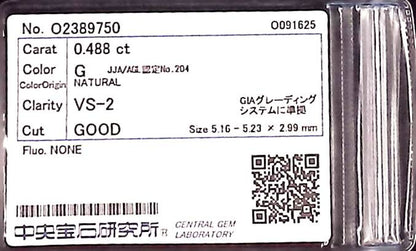 No. O2389750 O091625
Carat 0.488 ct
Color G JJA/AGL認定No.204
ColorOrigin NATURAL
Clarity VS-2 GIAグレーディング
システムに準拠
Cut GOOD Size 5.16 - 5.23 × 2.99 mm
Fluo. NONE
中央宝石研究所® CENTRAL GEM
LABORATORY